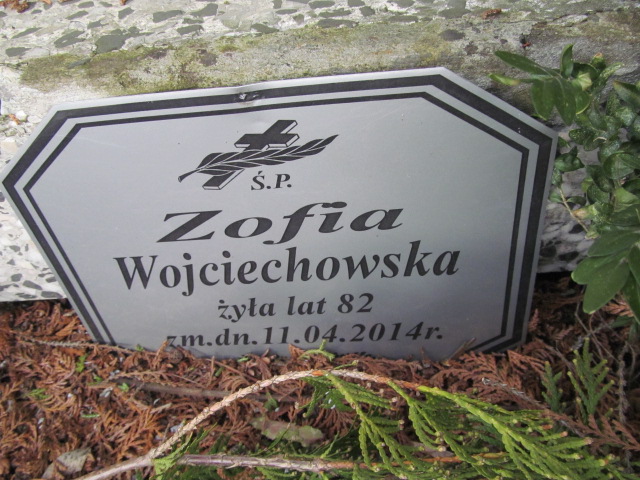 Ś.P.
Zofia
Wojciechowska
żyła lat 82
zm.dn.11.04.2014r.